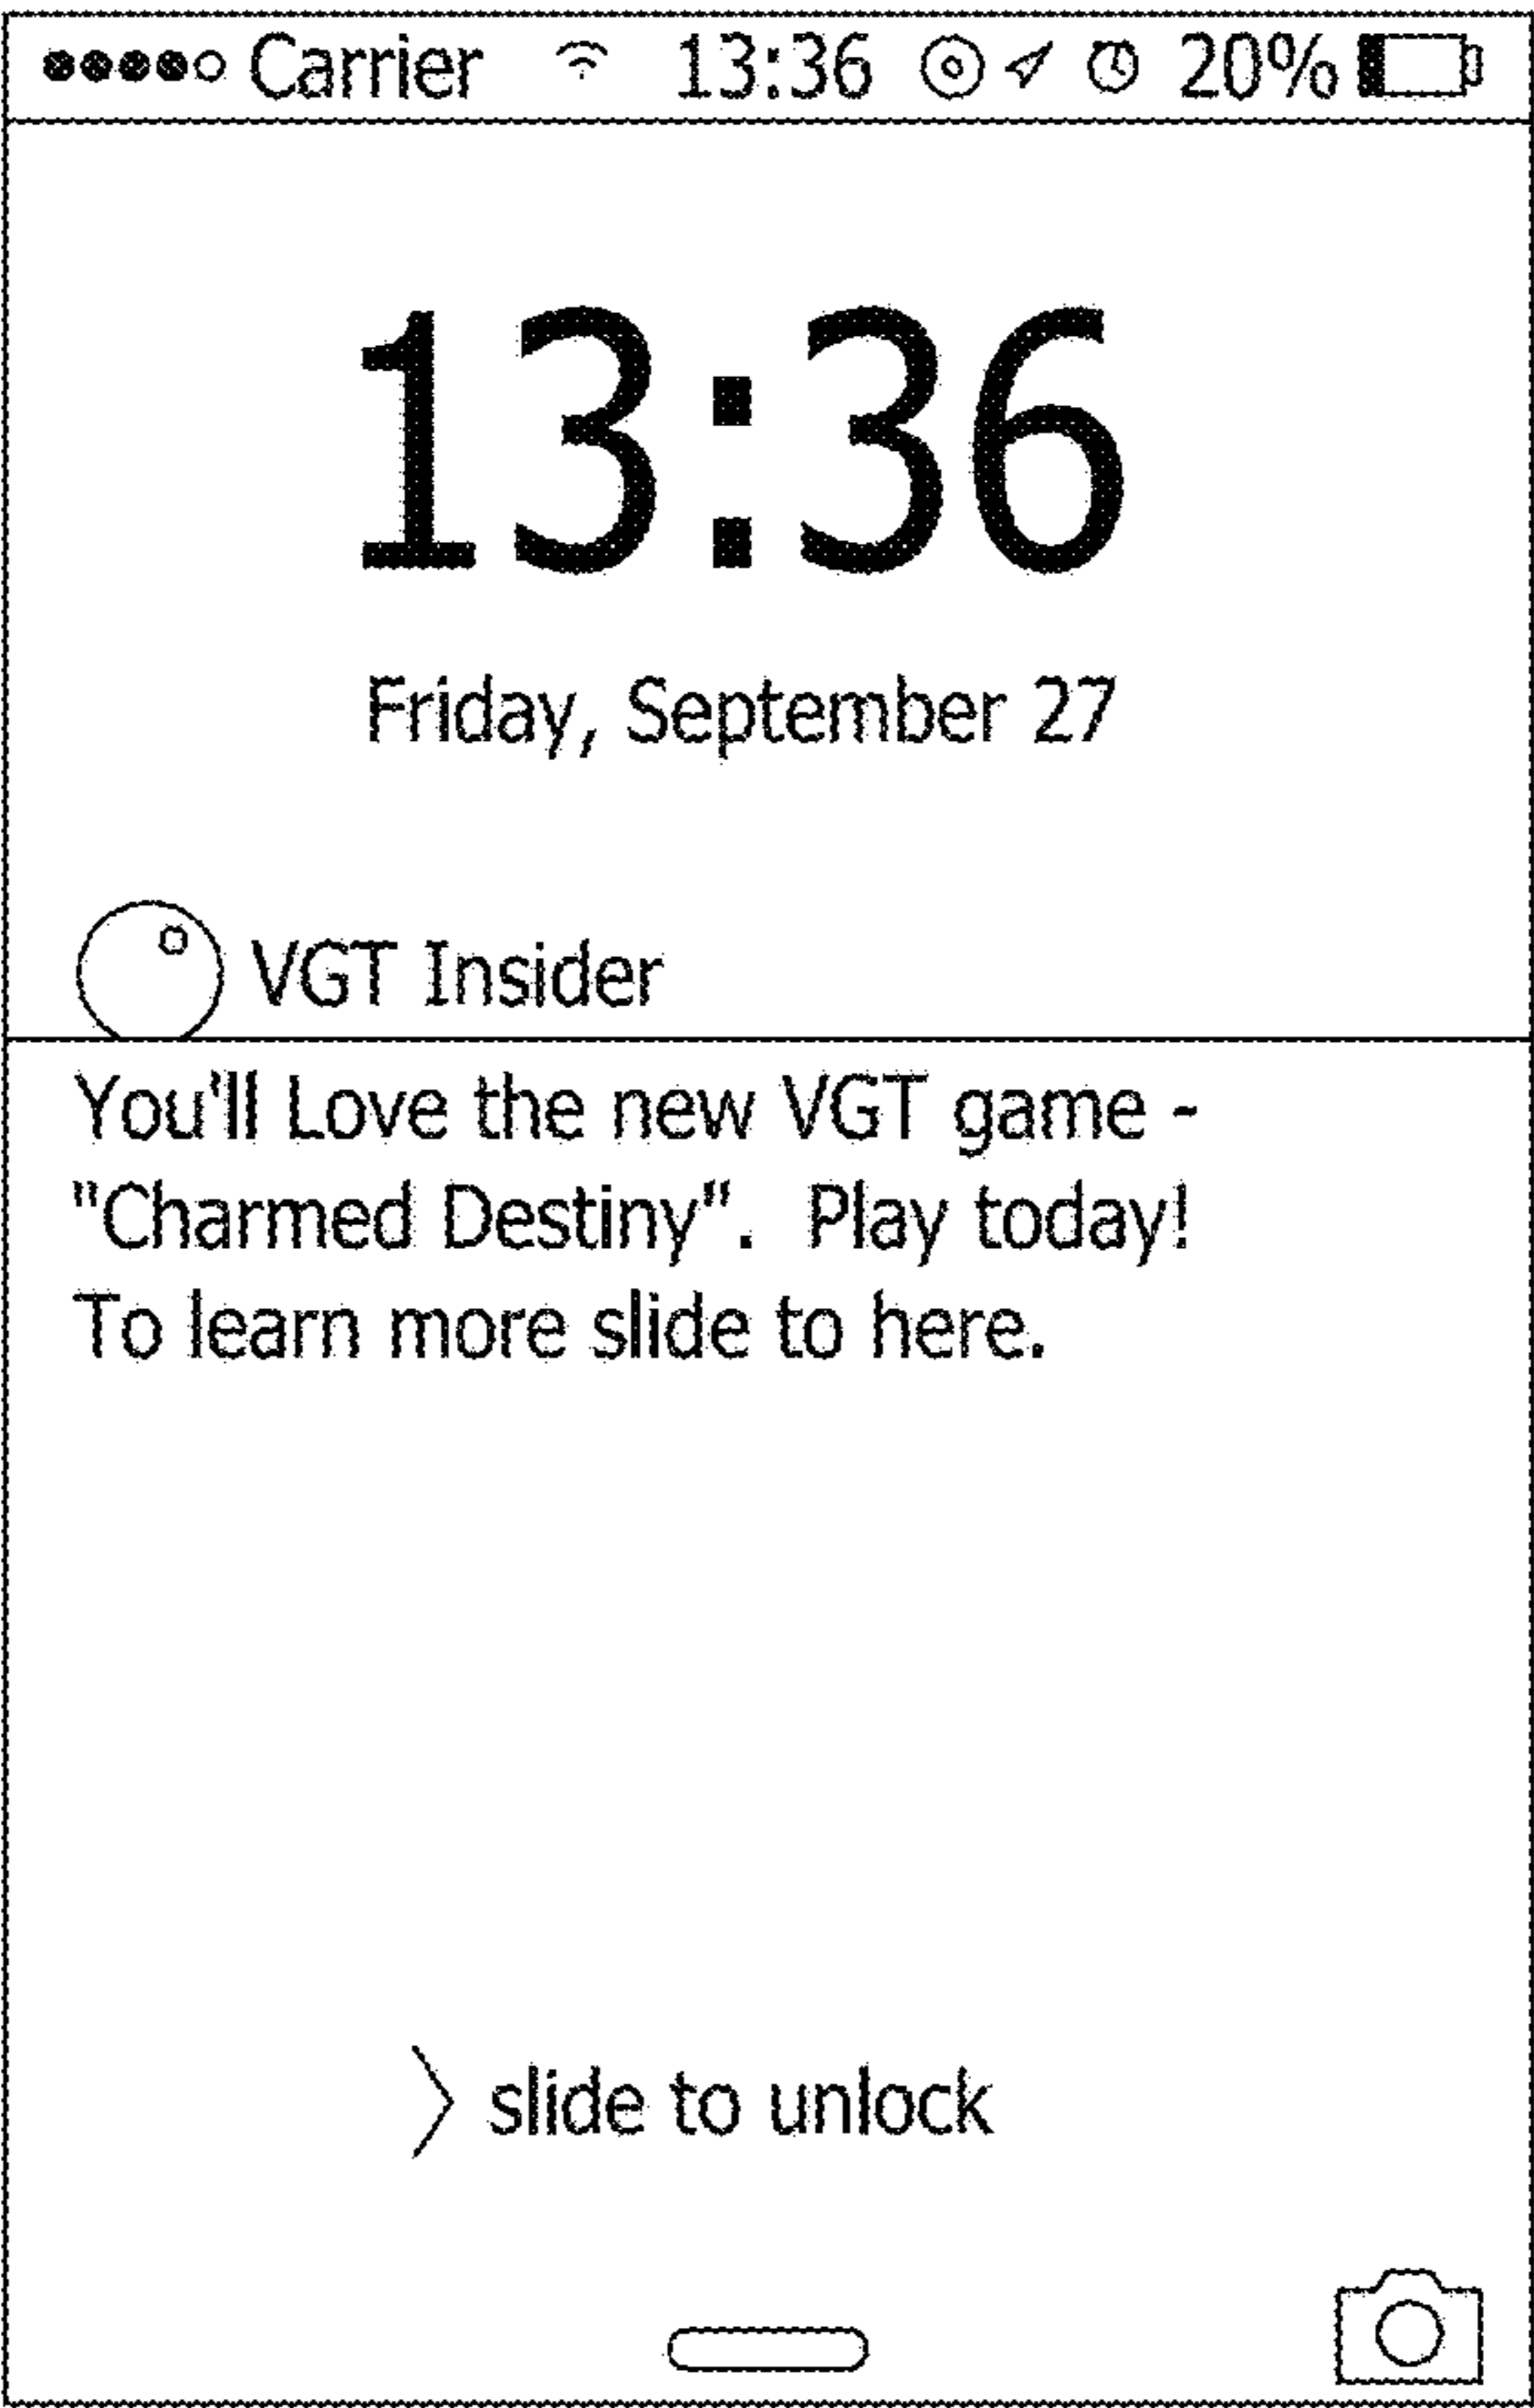 Carrier 13:36 20%
13:36
Friday, September 27
VGT Insider
You'll Love the new VGT game -
"Charmed Destiny".  Play today!
To learn more slide to here.
slide to unlock